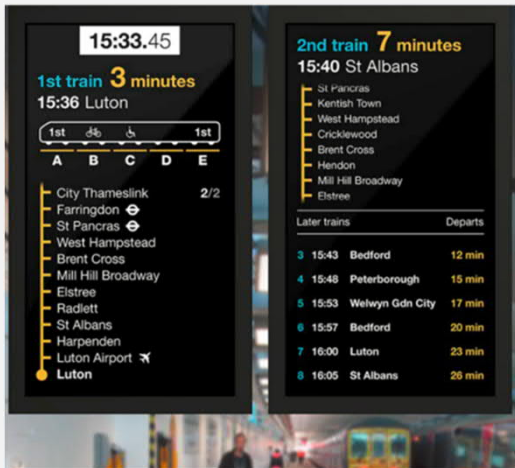 15:33.45
1st train 3 minutes
15:36 Luton
1st 1st
A B C D E
City Thameslink 2/2
Farringdon
St Pancras
West Hampstead
Brent Cross
Mill Hill Broadway
Elstree
Radlett
St Albans
Harpenden
Luton Airport
Luton
2nd train 7 minutes
15:40 St Albans
St Pancras
Kentish Town
West Hampstead
Cricklewood
Brent Cross
Hendon
Mill Hill Broadway
Elstree
Later trains Departs
3 15:43 Bedford 12 min
4 15:48 Peterborough 15 min
5 15:53 Welwyn Gdn City 17 min
6 15:57 Bedford 20 min
7 16:00 Luton 23 min
8 16:05 St Albans 26 min